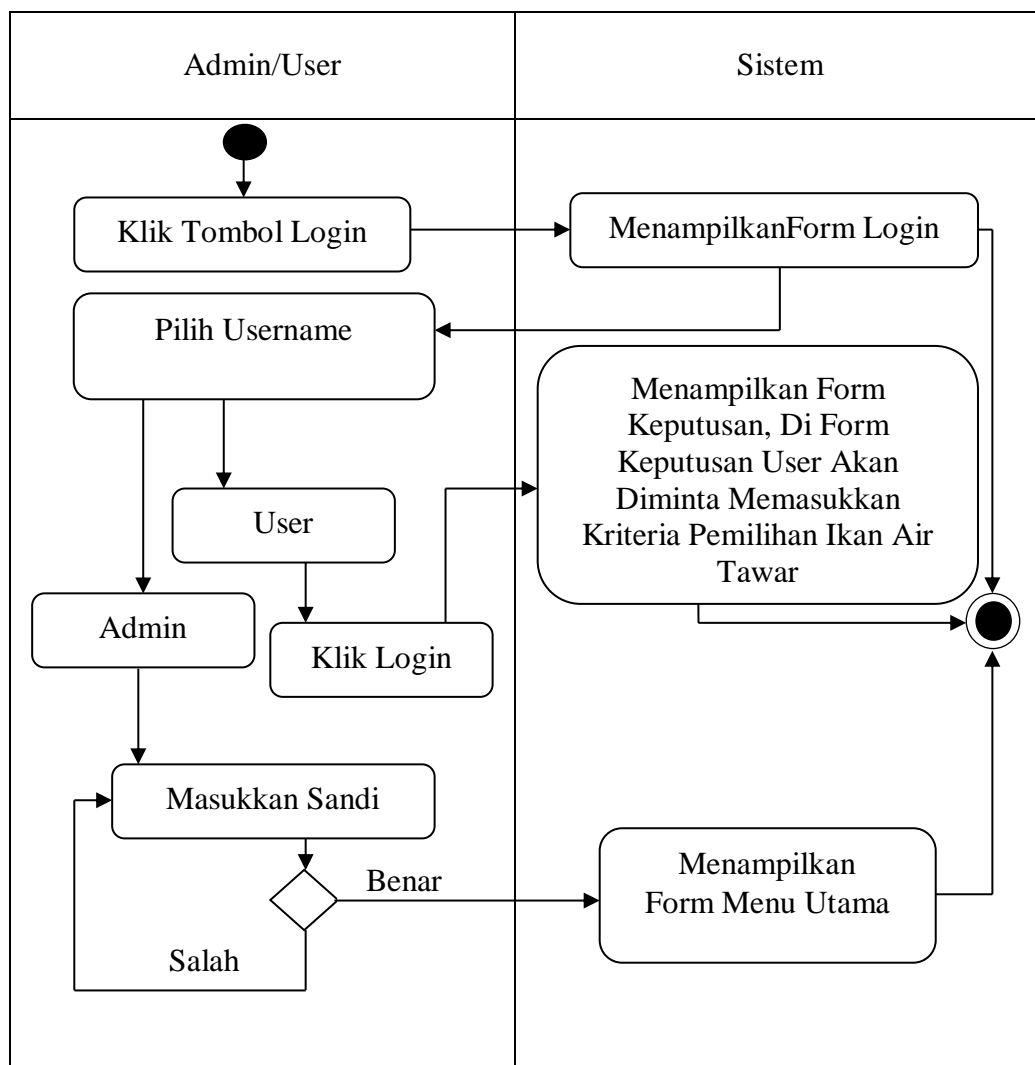 Admin/User
Sistem
Klik Tombol Login
MenampilkanForm Login
Pilih Username
Menampilkan Form
Keputusan, Di Form
Keputusan User Akan
Diminta Memasukkan
Kriteria Pemilihan Ikan Air
Tawar
User
Admin
Klik Login
Masukkan Sandi
Benar
Menampilkan
Form Menu Utama
Salah